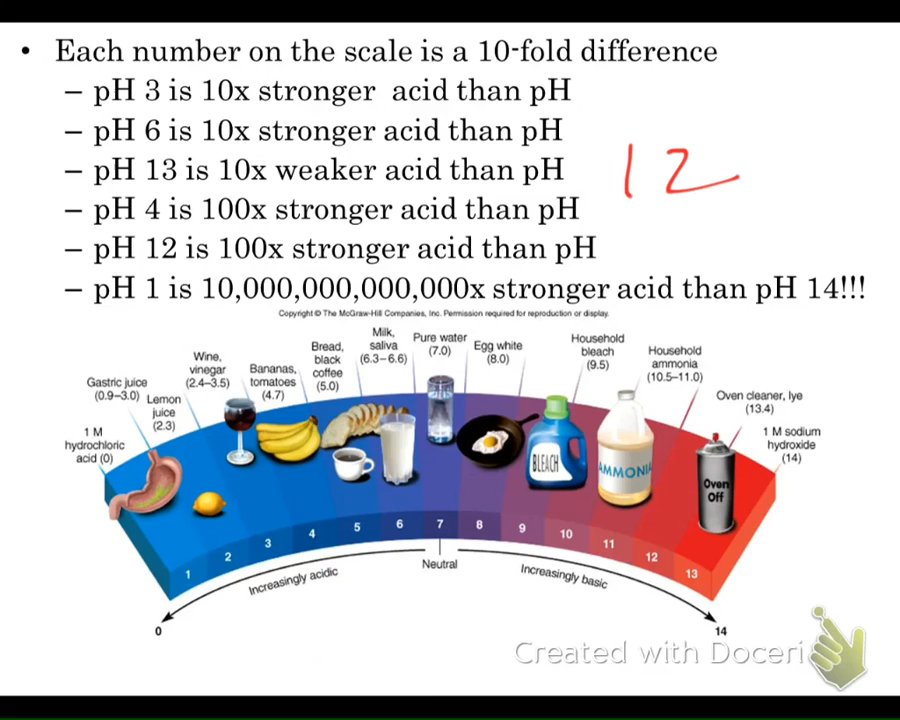 • Each number on the scale is a 10-fold difference
– pH 3 is 10x stronger acid than pH
– pH 6 is 10x stronger acid than pH
– pH 13 is 10x weaker acid than pH 12
– pH 4 is 100x stronger acid than pH
– pH 12 is 100x stronger acid than pH
– pH 1 is 10,000,000,000,000x stronger acid than pH 14!!!
Copyright © The McGraw-Hill Companies, Inc. Permission required for reproduction or display.
1 M
hydrochloric
acid (0)
Gastric juice
(0.9–3.0)
Lemon
juice
(2.3)
Wine,
vinegar
(2.4–3.5)
Bananas,
tomatoes
(4.7)
Bread,
black
coffee
(5.0)
Milk,
saliva
(6.3–6.6)
Pure water
(7.0)
Egg white
(8.0)
Household
bleach
(9.5)
Household
ammonia
(10.5–11.0)
Oven cleaner, lye
(13.4)
1 M sodium
hydroxide
(14)
BLEACH
AMMONIA
Oven
Off
1 2 3 4 5 6 7 8 9 10 11 12 13
Increasingly acidic
Neutral
Increasingly basic
0
14
Created with Doceri